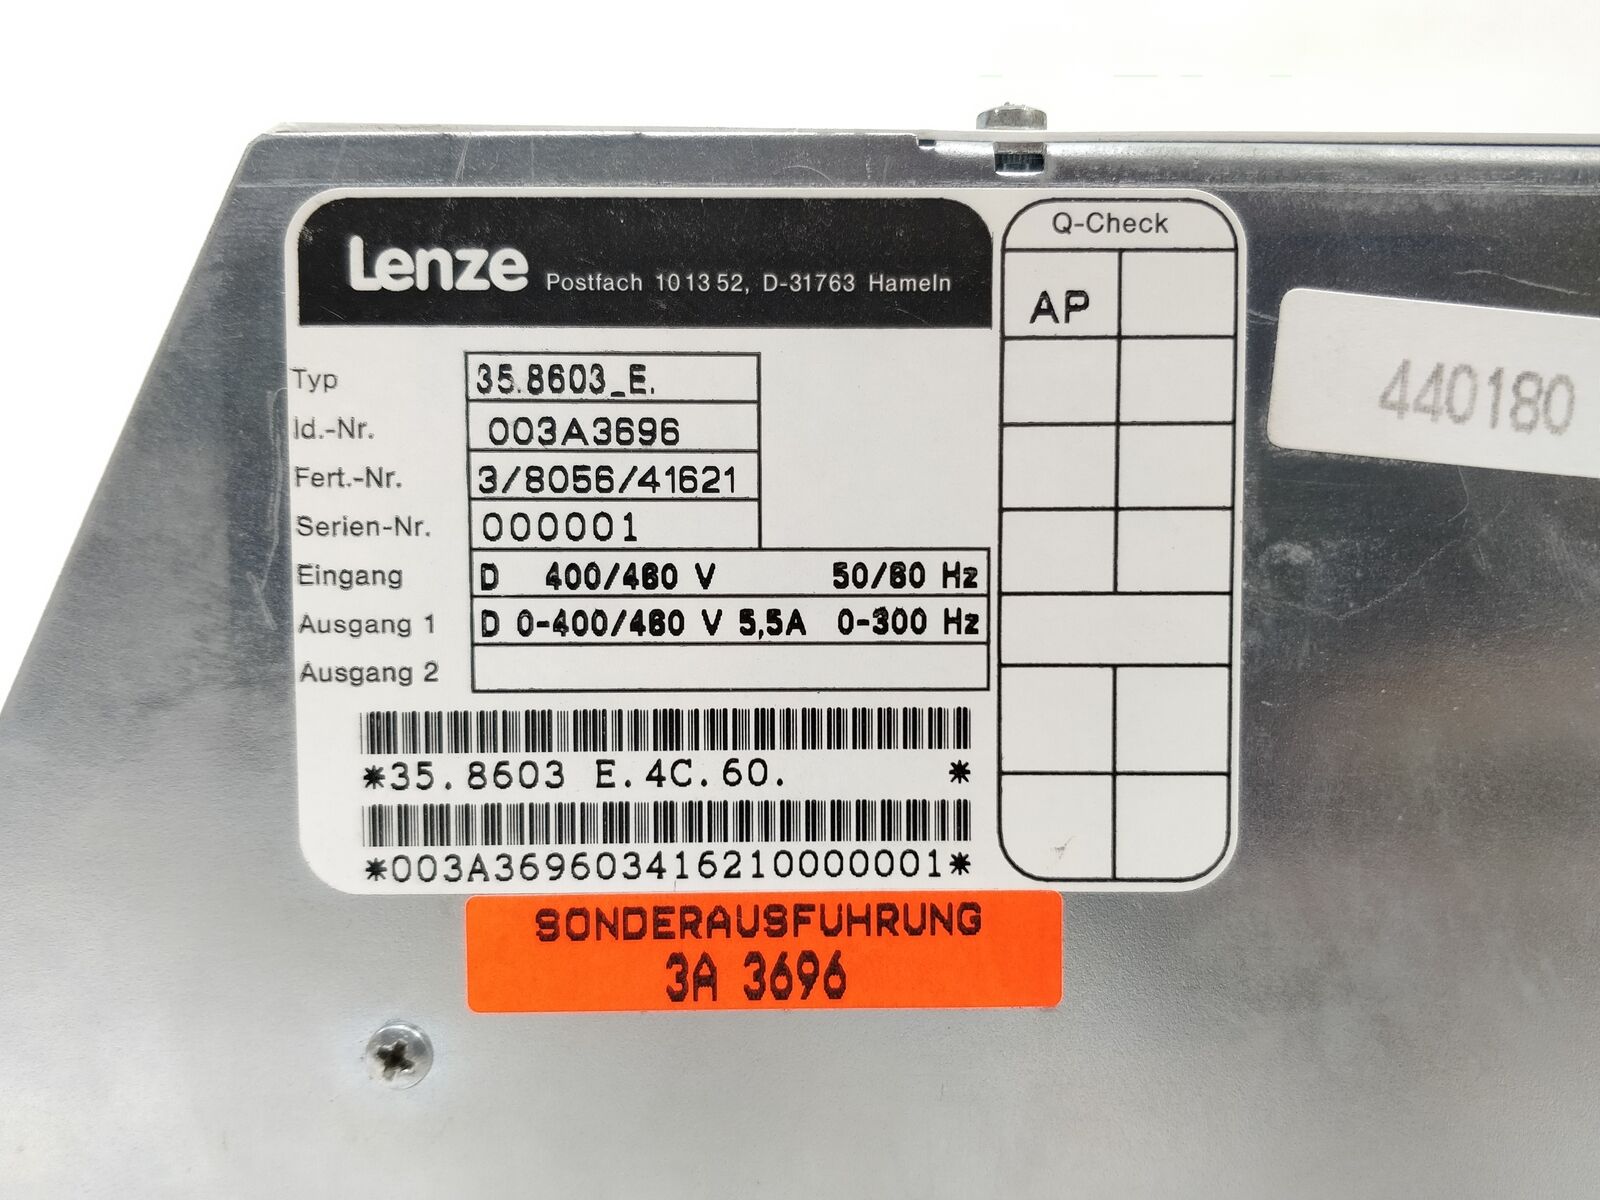 Lenze Postfach 10 13 52, D-31763 Hameln
Q-Check
AP
Typ 35.8603_E.
Id.-Nr. 003A3696
Fert.-Nr. 3/8056/41621
Serien-Nr. 000001
Eingang D 400/460 V 50/60 Hz
Ausgang 1 D 0-400/460 V 5,5A 0-300 Hz
Ausgang 2
*35.8603 E.4C.60. *
*003A369603416210000001*
SONDERAUSFUHRUNG
3A 3696
440180